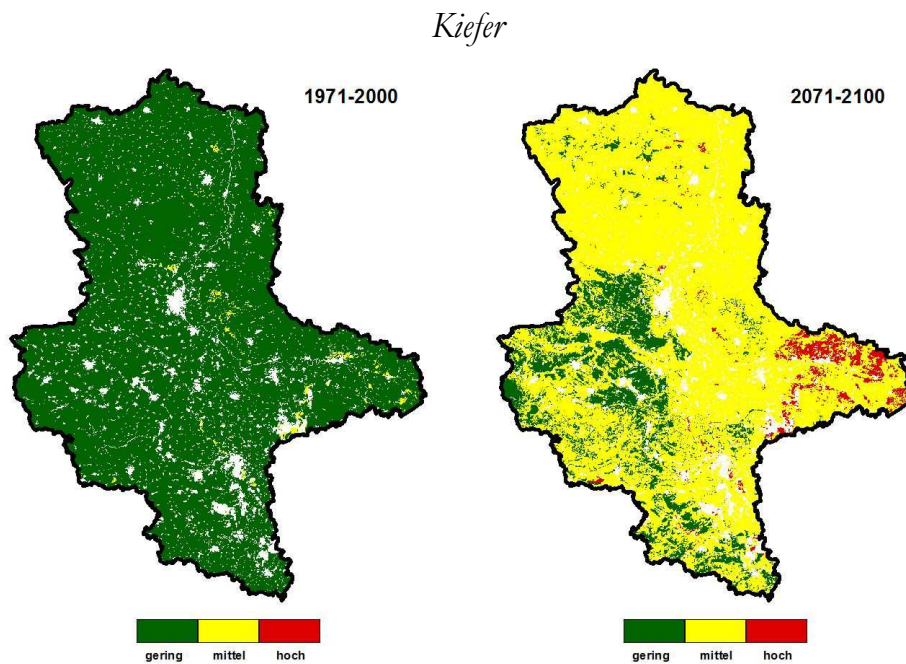 Kiefer
1971-2000
2071-2100
gering mittel hoch
gering mittel hoch